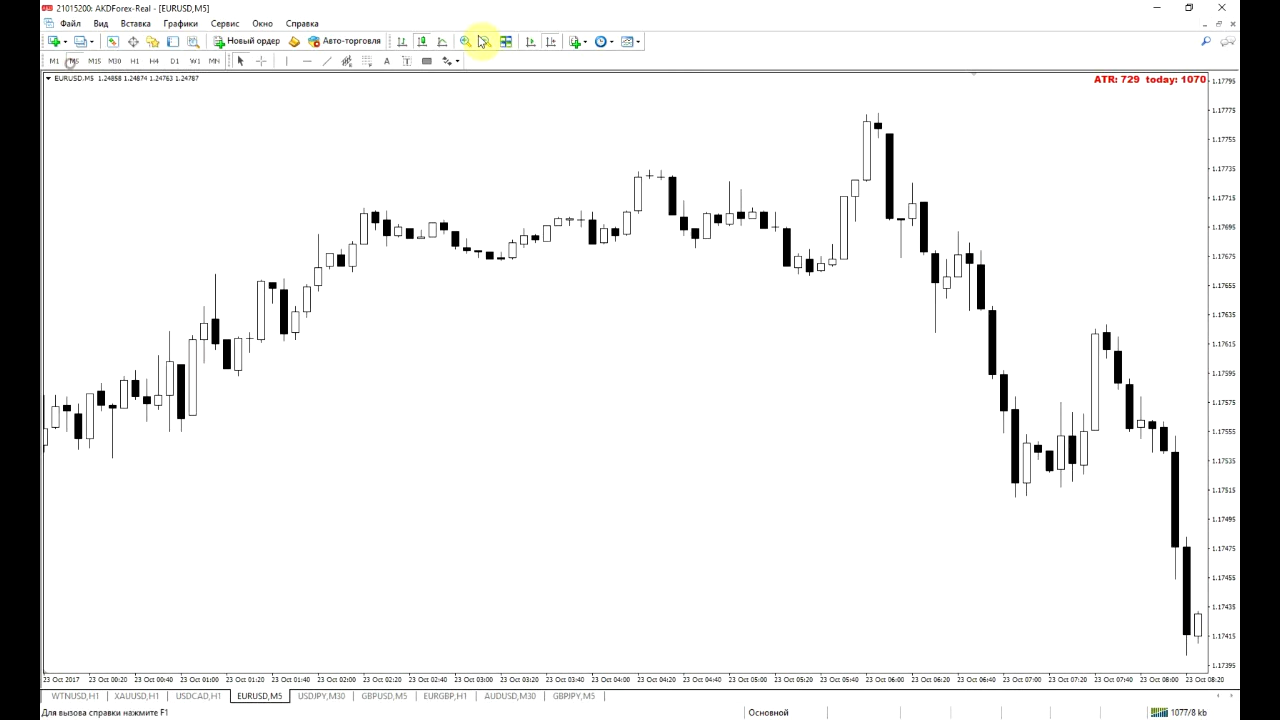 21015200: AKDForex-Real - [EURUSD,M5]
Файл Вид Вставка Графики Сервис Окно Справка
Новый ордер Авто-торговля
M1 M5 M15 M30 H1 H4 D1 W1 MN A T
EURUSD,M5 1.24858 1.24874 1.24763 1.24787
ATR: 729 today: 1070
1.17795
1.17775
1.17755
1.17735
1.17715
1.17695
1.17675
1.17655
1.17635
1.17615
1.17595
1.17575
1.17555
1.17535
1.17515
1.17495
1.17475
1.17455
1.17435
1.17415
1.17395
23 Oct 2017 23 Oct 00:20 23 Oct 00:40 23 Oct 01:00 23 Oct 01:20 23 Oct 01:40 23 Oct 02:00 23 Oct 02:20 23 Oct 02:40 23 Oct 03:00 23 Oct 03:20 23 Oct 03:40 23 Oct 04:00 23 Oct 04:20 23 Oct 04:40 23 Oct 05:00 23 Oct 05:20 23 Oct 05:40 23 Oct 06:00 23 Oct 06:20 23 Oct 06:40 23 Oct 07:00 23 Oct 07:20 23 Oct 07:40 23 Oct 08:00 23 Oct 08:20
WTNUSD,H1 XAUUSD,H1 USDCAD,H1 EURUSD,M5 USDJPY,M30 GBPUSD,M5 EURGBP,H1 AUDUSD,M30 GBPJPY,M5
Для вызова справки нажмите F1 Основной 1077/8 kb